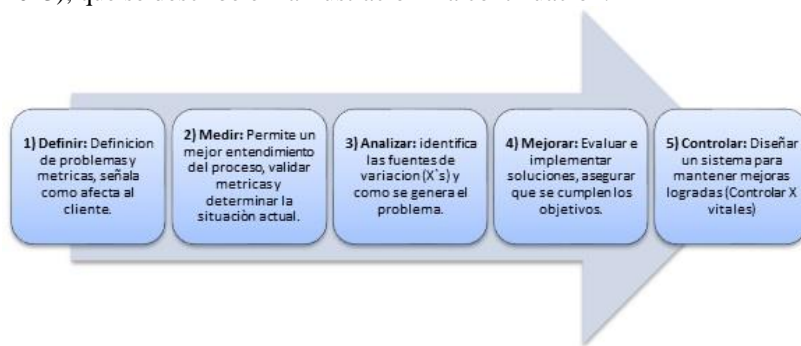 1) Definir: Definicion
de problemas y
metricas, señala
como afecta al
cliente.
2) Medir: Permite un
mejor entendimiento
del proceso, validar
metricas y
determinar la
situaciòn actual.
3) Analizar: identifica
las fuentes de
variacion (X`s) y
como se genera el
problema.
4) Mejorar: Evaluar e
implementar
soluciones, asegurar
que se cumplen los
objetivos.
5) Controlar: Diseñar
un sistema para
mantener mejoras
logradas (Controlar X
vitales)